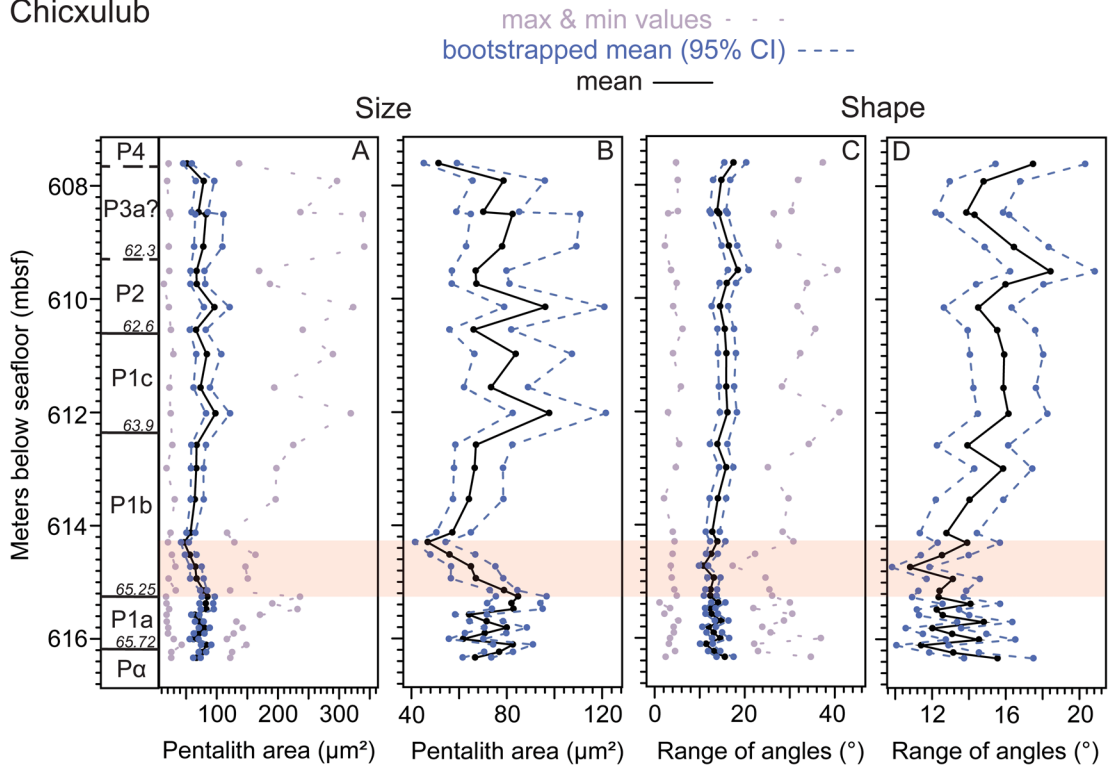 Chicxulub
max & min values
bootstrapped mean (95% CI)
mean
Size
Shape
A
B
C
D
Meters below seafloor (mbsf)
608
610
612
614
616
P4
P3a?
62.3
P2
62.6
P1c
63.9
P1b
65.25
P1a
65.72
Pα
100 200 300
40 80 120
0 20 40
12 16 20
Pentalith area (µm²)
Pentalith area (µm²)
Range of angles (°)
Range of angles (°)